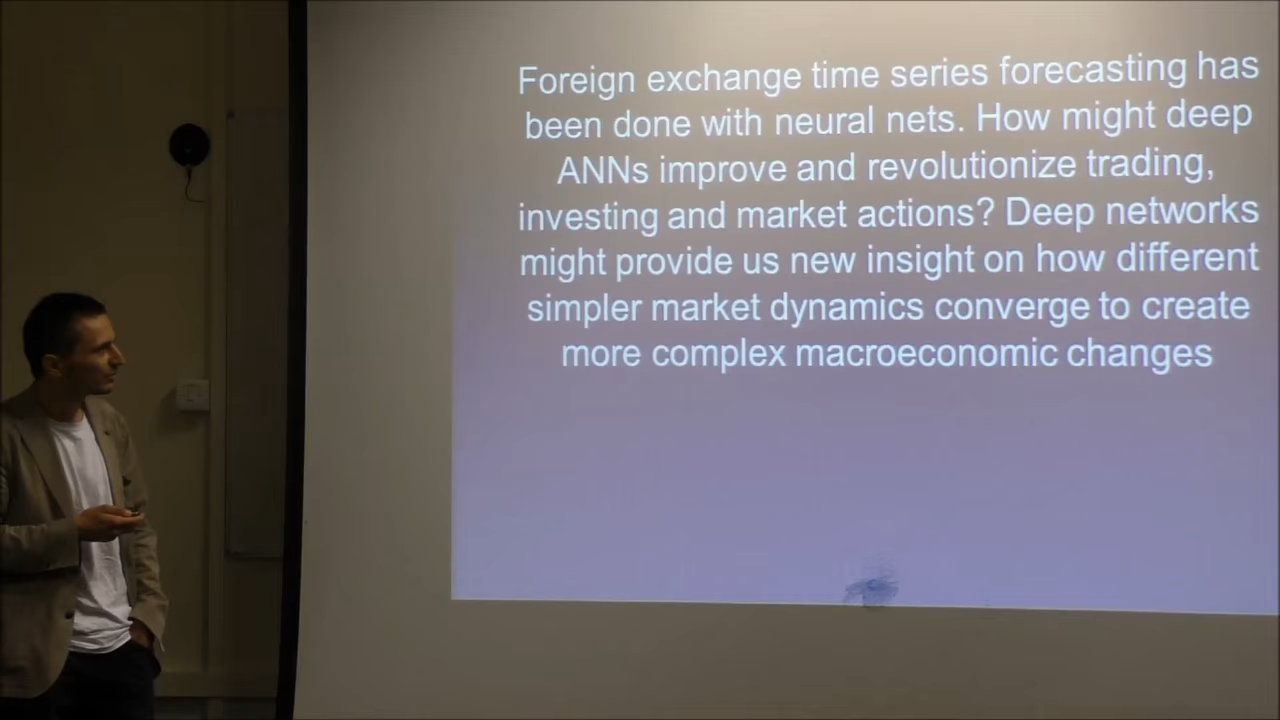 Foreign exchange time series forecasting has
been done with neural nets. How might deep
ANNs improve and revolutionize trading,
investing and market actions? Deep networks
might provide us new insight on how different
simpler market dynamics converge to create
more complex macroeconomic changes